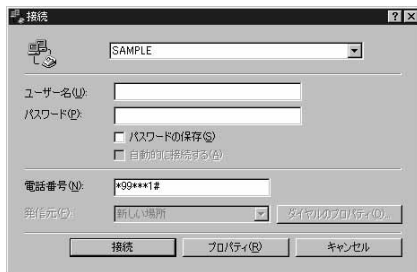 接続
SAMPLE
ユーザー名(U):
パスワード(P):
パスワードの保存(S)
自動的に接続する(A)
電話番号(N):
*99***1#
発信元(F):
新しい場所
ダイヤルのプロパティ(D)...
接続
プロパティ(R)
キャンセル